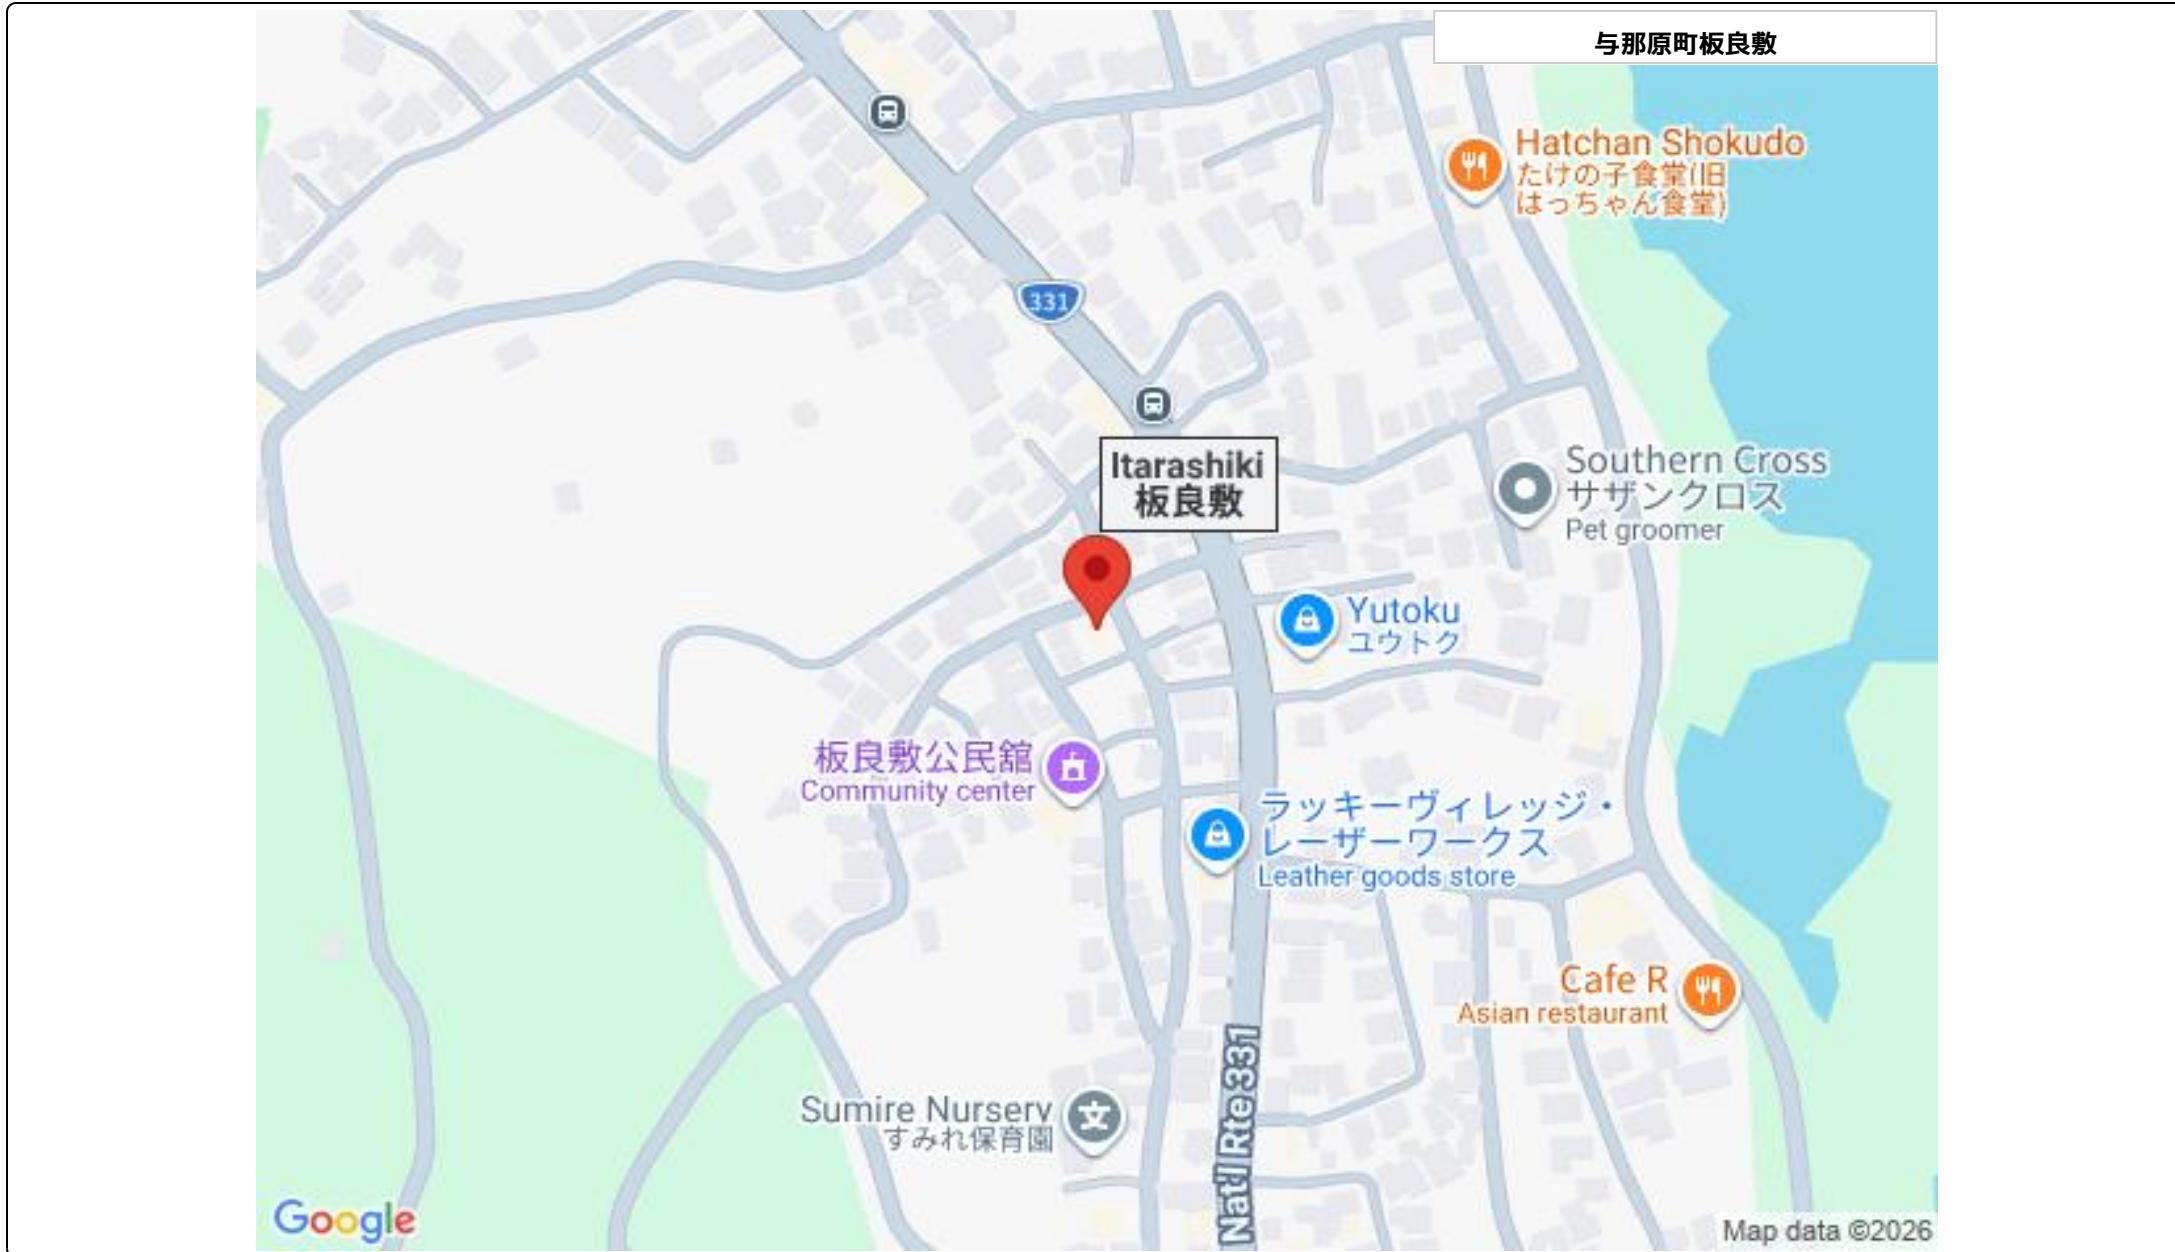 与那原町板良敷
Hatchan Shokudo
たけの子食堂(旧
はっちゃん食堂)
331
Itarashiki
板良敷
Southern Cross
サザンクロス
Pet groomer
Yutoku
ユウトク
板良敷公民舘
Community center
ラッキーヴィレッジ・
レーザーワークス
Leather goods store
Cafe R
Asian restaurant
Nat'l Rte 331
Sumire Nursery
すみれ保育園
文
Google
Map data ©2026